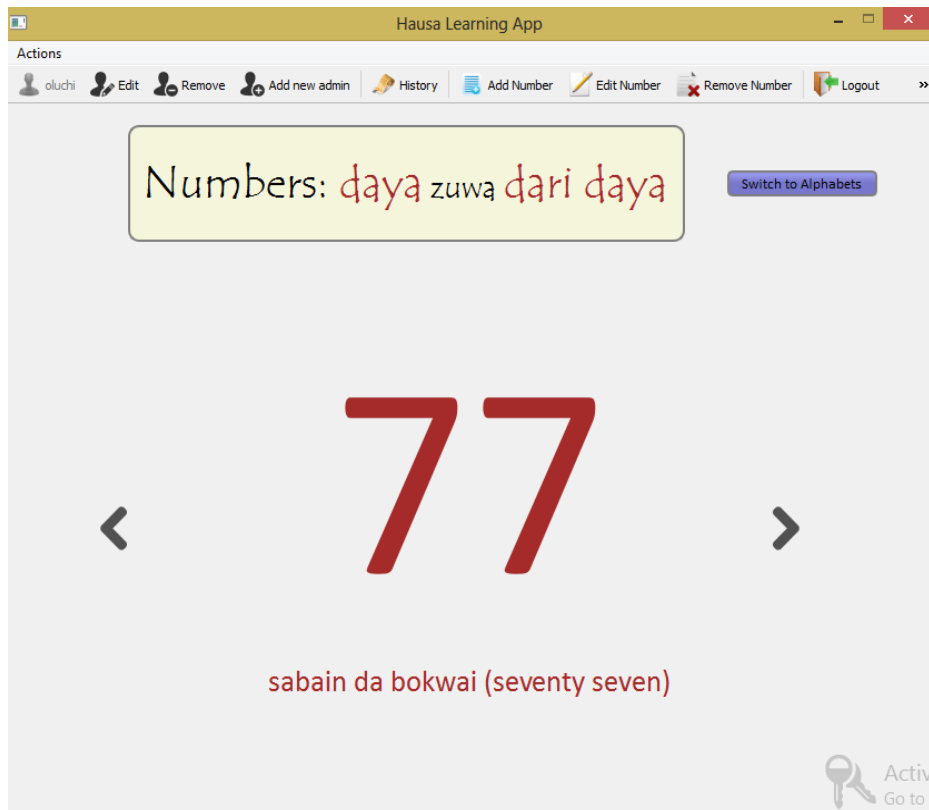 Hausa Learning App
Actions
oluchi Edit Remove Add new admin History Add Number Edit Number Remove Number Logout »
Numbers: daya zuwa dari daya
Switch to Alphabets
77
sabain da bokwai (seventy seven)
Go to